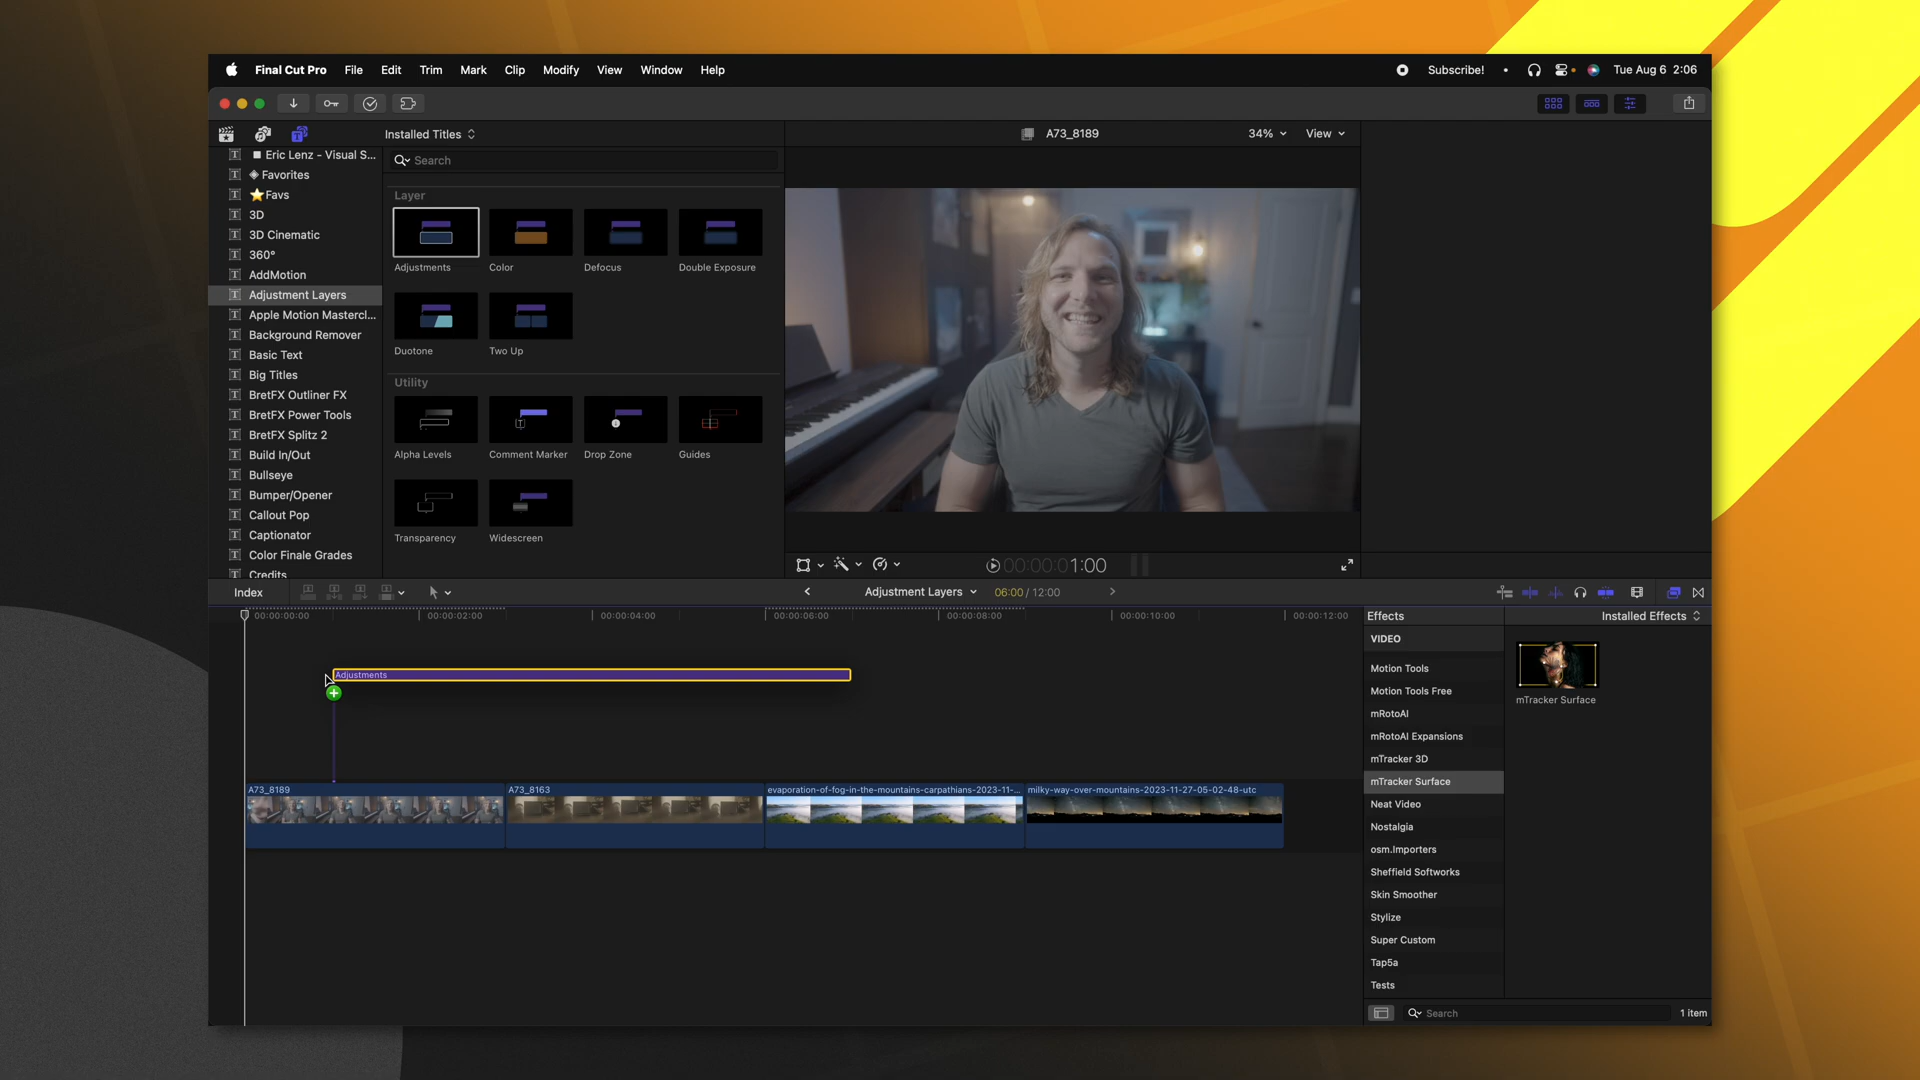 Final Cut Pro File Edit Trim Mark Clip Modify View Window Help
Subscribe! Tue Aug 6 2:06
Installed Titles
A73_8189
34%
View
Eric Lenz - Visual S...
Favorites
Favs
3D
3D Cinematic
360°
AddMotion
Adjustment Layers
Apple Motion Mastercl...
Background Remover
Basic Text
Big Titles
BretFX Outliner FX
BretFX Power Tools
BretFX Splitz 2
Build In/Out
Bullseye
Bumper/Opener
Callout Pop
Captionator
Color Finale Grades
Credits
Search
Layer
Adjustments
Color
Defocus
Double Exposure
Duotone
Two Up
Utility
Alpha Levels
Comment Marker
Drop Zone
Guides
Transparency
Widescreen
00:00:01:00
Index
Adjustment Layers
06:00 / 12:00
00:00:00:00
00:00:02:00
00:00:04:00
00:00:06:00
00:00:08:00
00:00:10:00
00:00:12:00
Adjustments
A73_8189
A73_8163
evaporation-of-fog-in-the-mountains-carpathians-2023-11-...
milky-way-over-mountains-2023-11-27-05-02-48-utc
Effects
Installed Effects
VIDEO
Motion Tools
Motion Tools Free
mRotoAI
mRotoAI Expansions
mTracker 3D
mTracker Surface
Neat Video
Nostalgia
osm.Importers
Sheffield Softworks
Skin Smoother
Stylize
Super Custom
Tap5a
Tests
mTracker Surface
Search
1 item